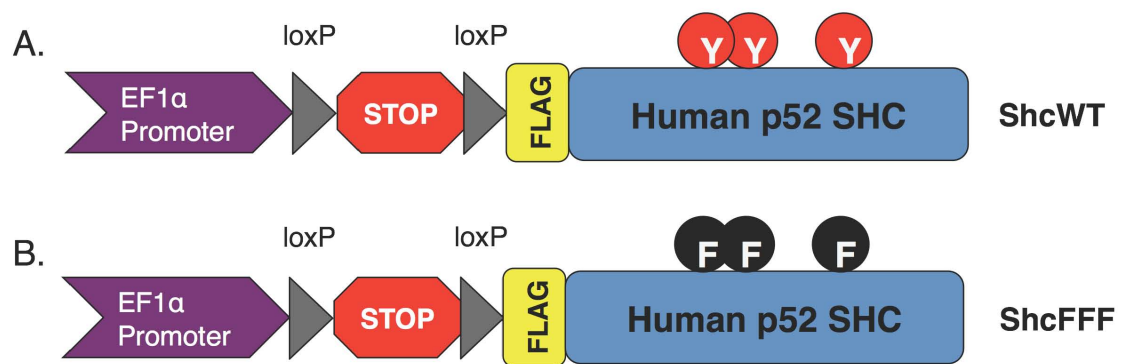 A.
loxP
loxP
Y
Y
Y
EF1α
Promoter
STOP
FLAG
Human p52 SHC
ShcWT
B.
loxP
loxP
F
F
F
EF1α
Promoter
STOP
FLAG
Human p52 SHC
ShcFFF